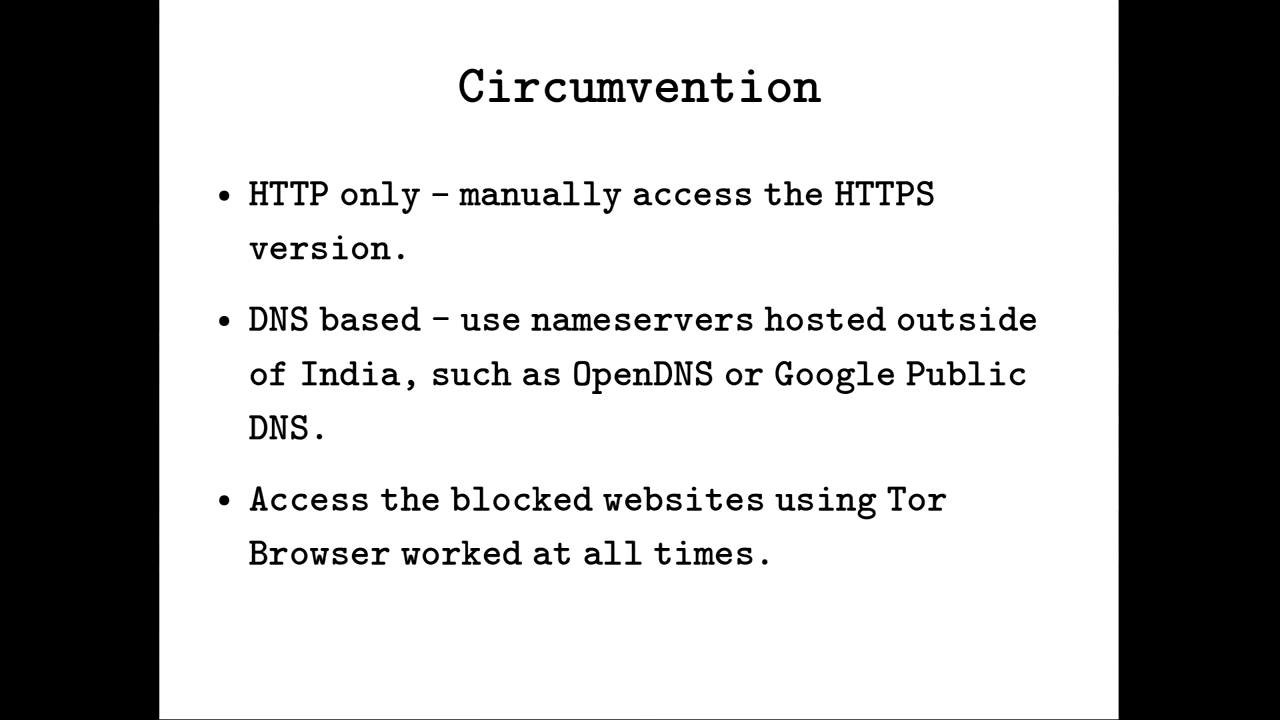 Circumvention
• HTTP only – manually access the HTTPS
version.
• DNS based – use nameservers hosted outside
of India, such as OpenDNS or Google Public
DNS.
• Access the blocked websites using Tor
Browser worked at all times.